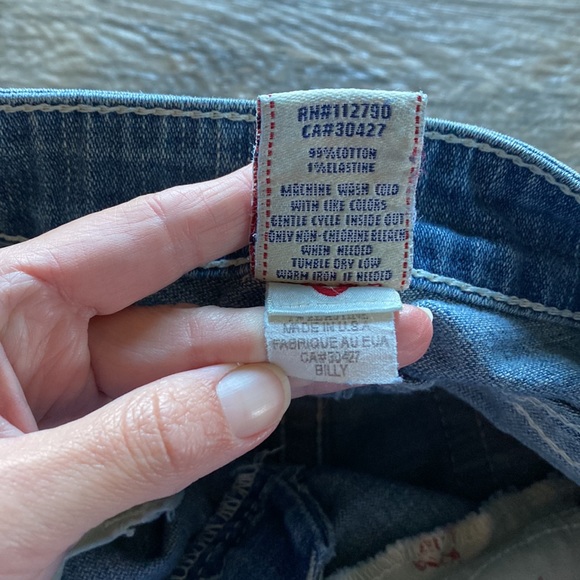 RN#112790
CA#30427
99%COTTON
1%ELASTINE
MACHINE WASH COLD
WITH LIKE COLORS
GENTLE CYCLE INSIDE OUT
ONLY NON-CHLORINE BLEACH
WHEN NEEDED
TUMBLE DRY LOW
WARM IRON IF NEEDED
MADE IN U.S.A
FABRIQUE AU EUA
CA#30427
BILLY